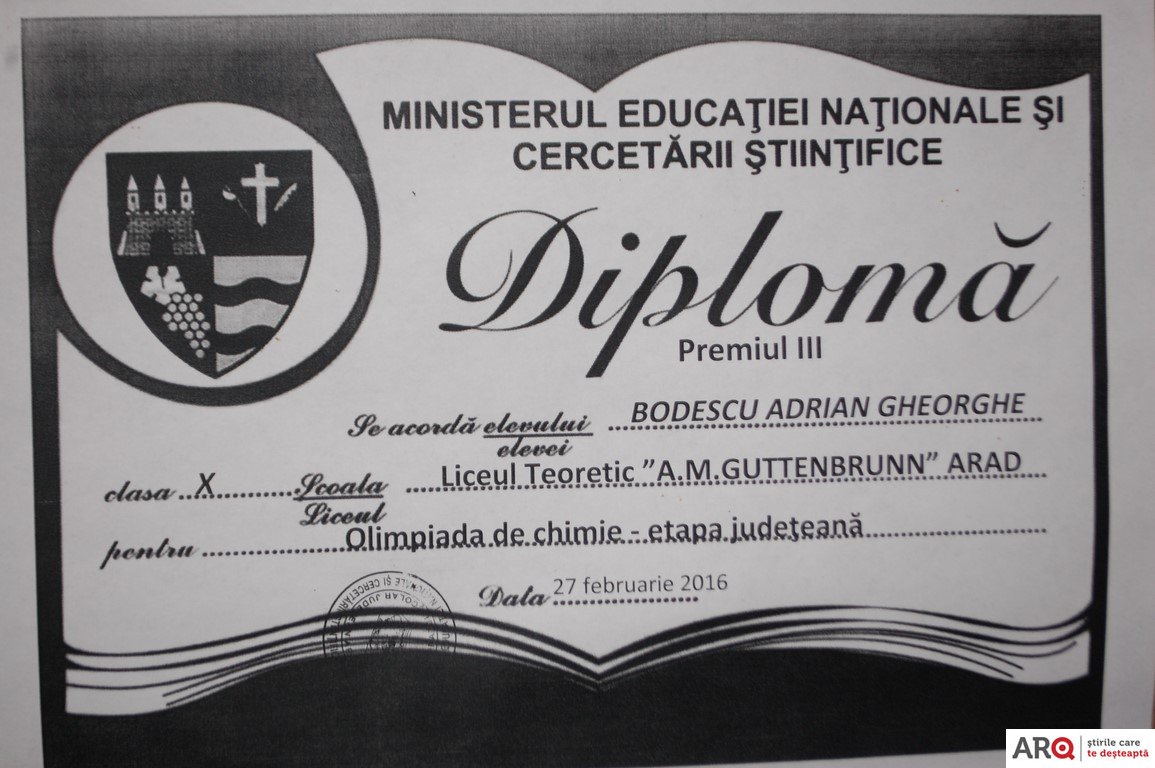 MINISTERUL EDUCAŢIEI NAŢIONALE ŞI
CERCETĂRII ŞTIINŢIFICE
Diplomă
Premiul III
Se acordă elevului BODESCU ADRIAN GHEORGHE
elevei
clasa ..X..........Şcoala ....Liceul Teoretic ”A.M.GUTTENBRUNN” ARAD
Liceul
pentru ....................Olimpiada de chimie - etapa judeţeană
Data 27 februarie 2016
ARQ ştirile care
te deşteaptă